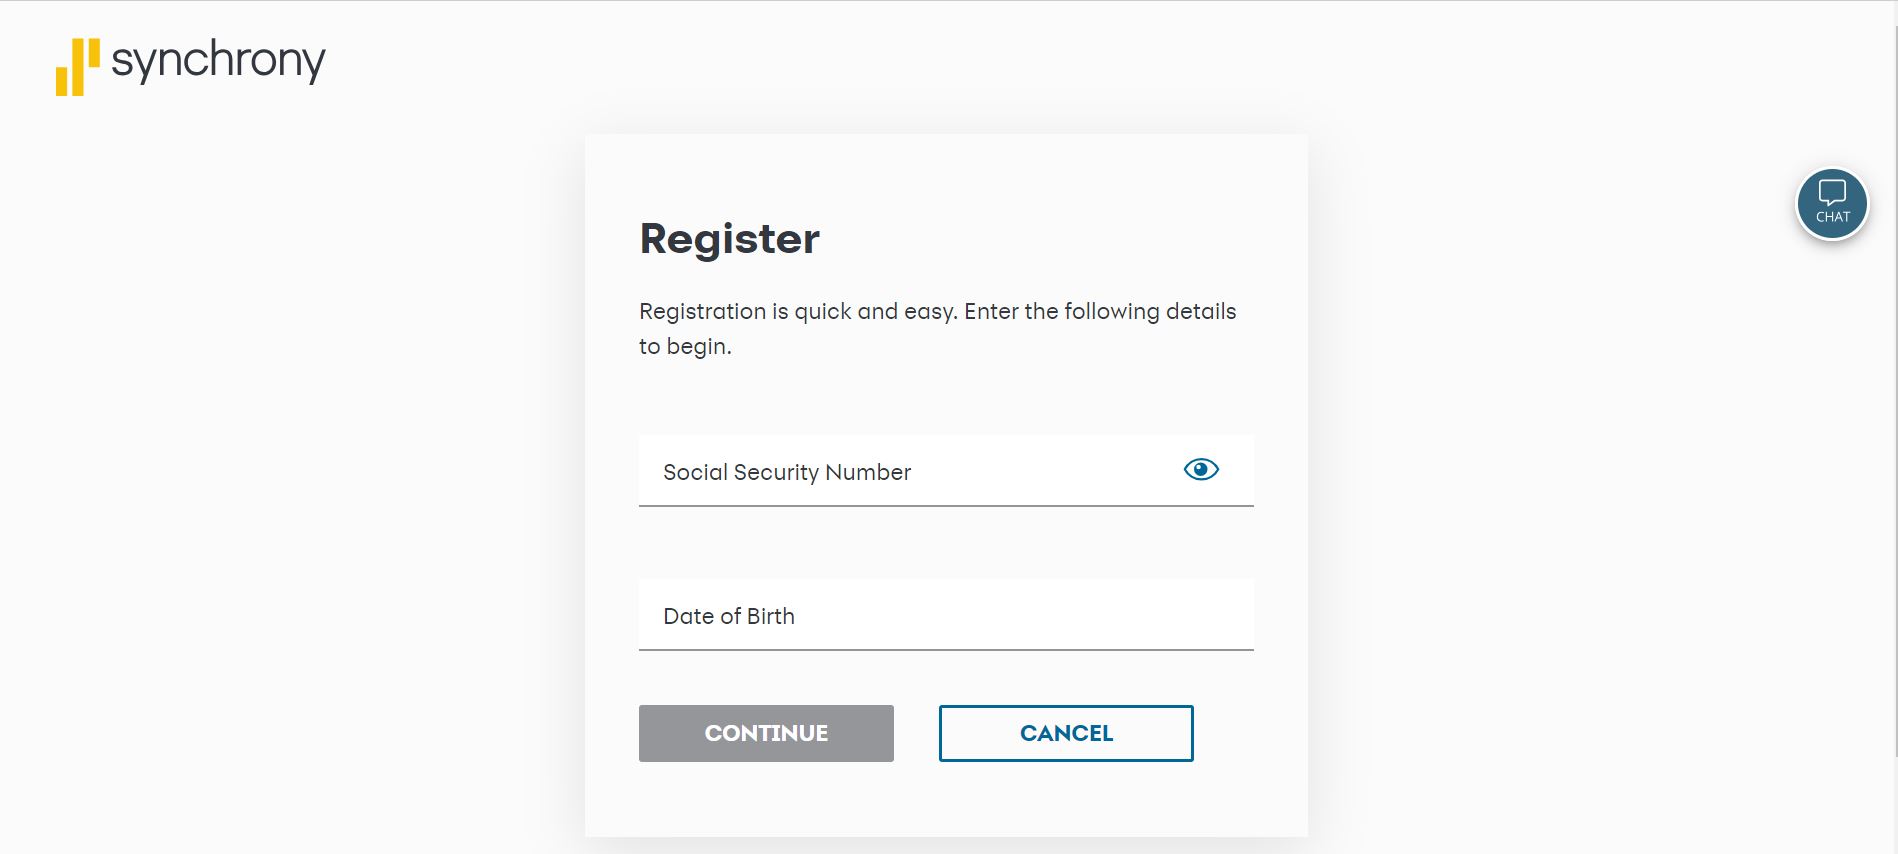 synchrony
CHAT
Register
Registration is quick and easy. Enter the following details
to begin.
Social Security Number
Date of Birth
CONTINUE
CANCEL